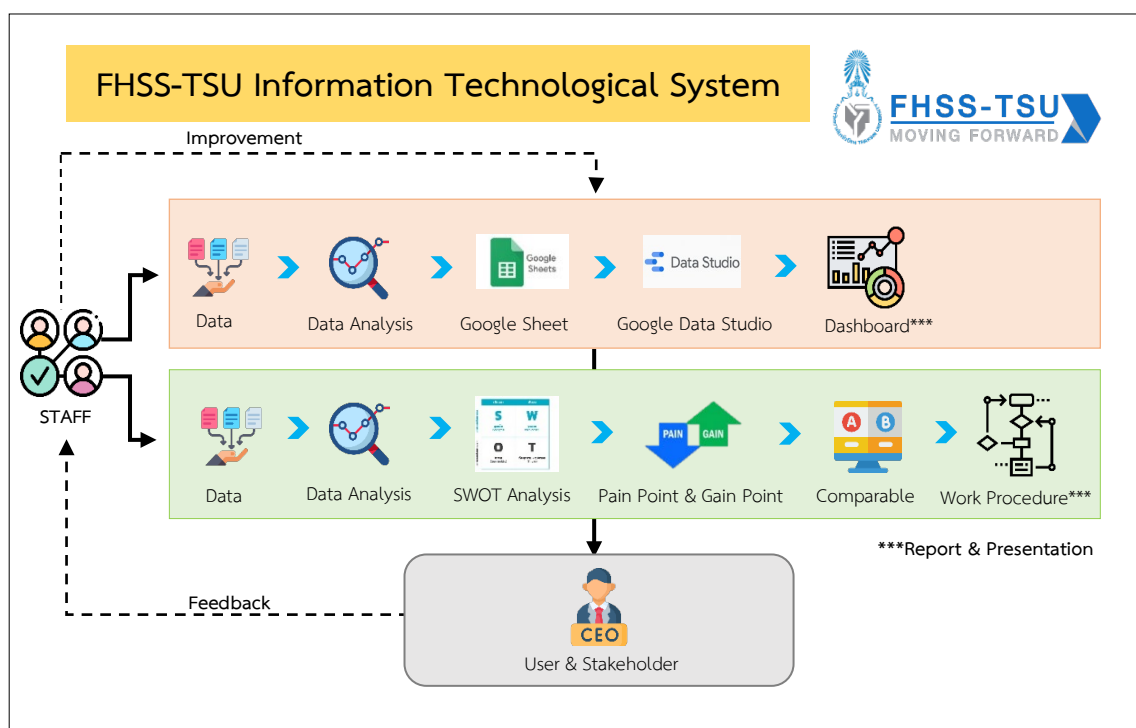 FHSS-TSU Information Technological System
FHSS-TSU
MOVING FORWARD
Improvement
Google
Sheets
Data Studio
Data
Data Analysis
Google Sheet
Google Data Studio
Dashboard***
STAFF
S
W
O
T
PAIN
GAIN
A
B
Data
Data Analysis
SWOT Analysis
Pain Point & Gain Point
Comparable
Work Procedure***
***Report & Presentation
Feedback
CEO
User & Stakeholder